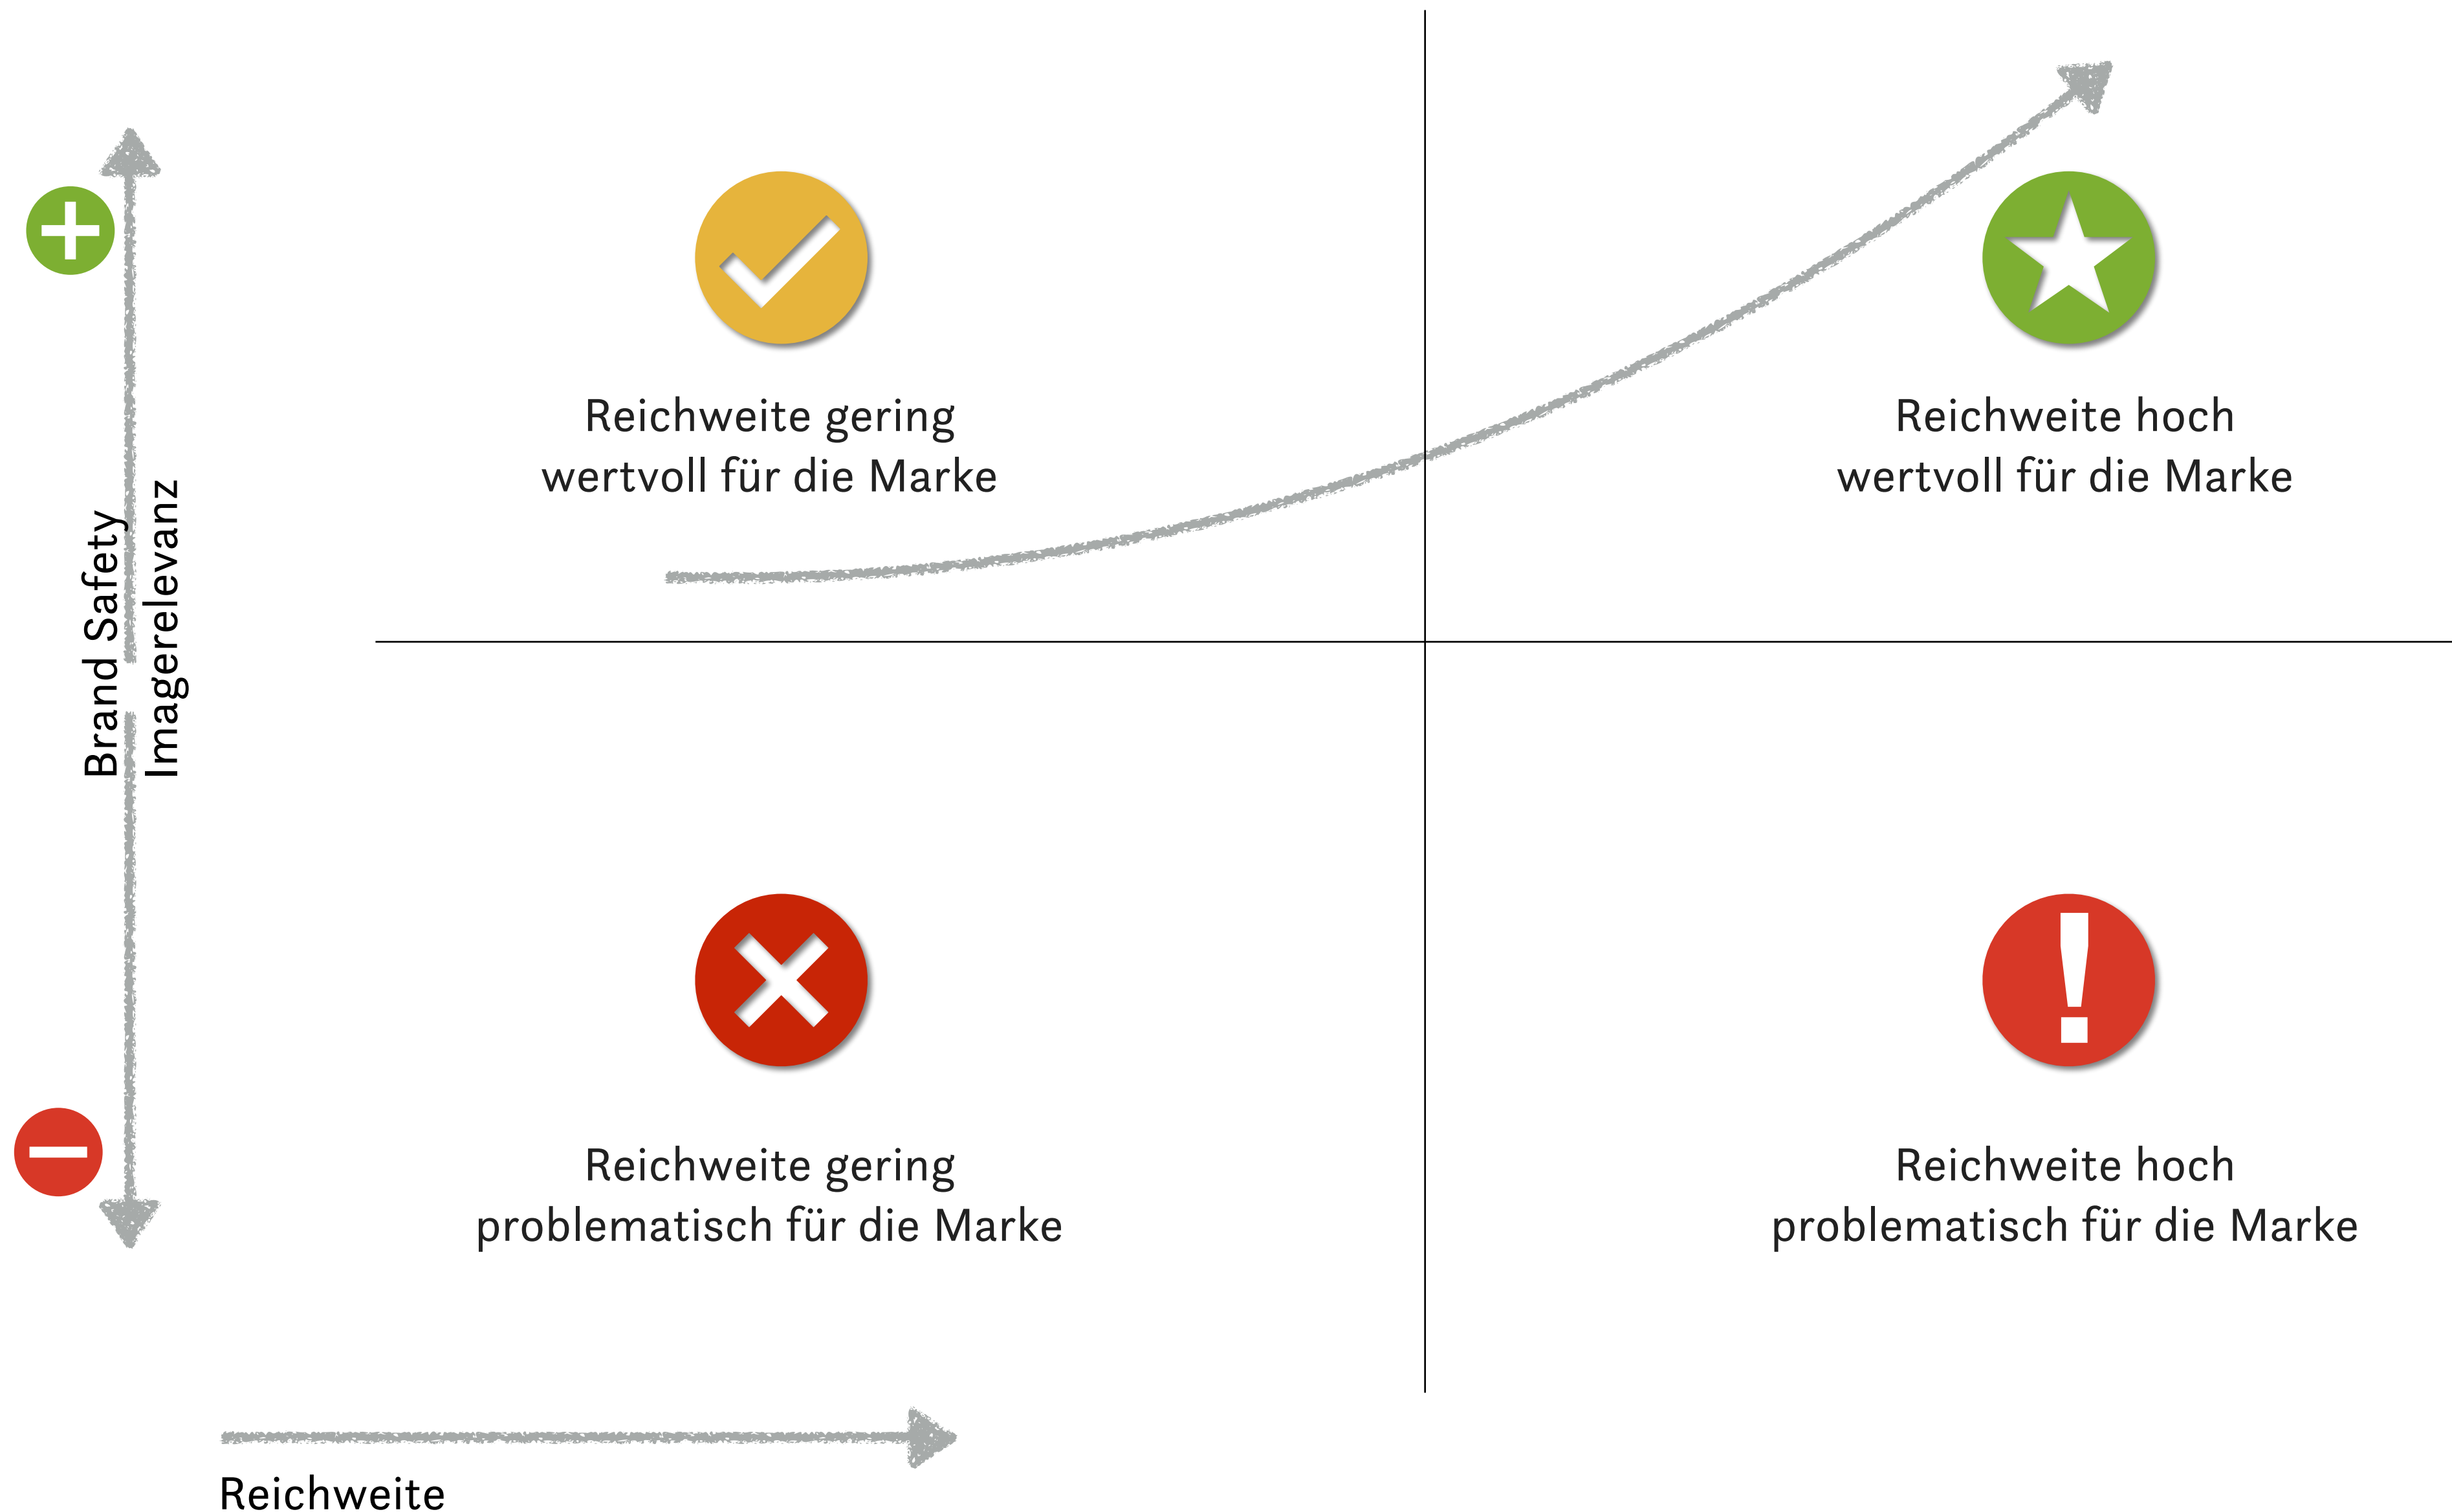 Reichweite gering
wertvoll für die Marke
Reichweite hoch
wertvoll für die Marke
Brand Safety
Imagerelevanz
Reichweite gering
problematisch für die Marke
Reichweite hoch
problematisch für die Marke
Reichweite